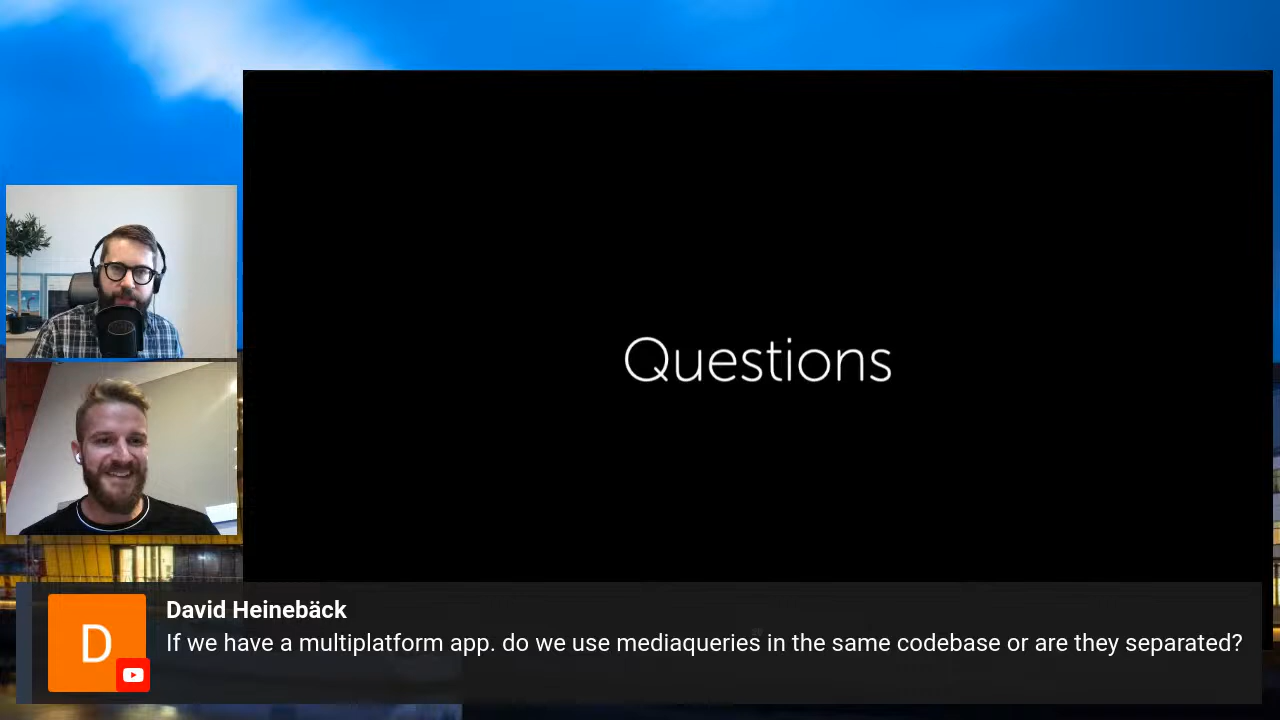 Questions
D
David Heinebäck
If we have a multiplatform app. do we use mediaqueries in the same codebase or are they separated?